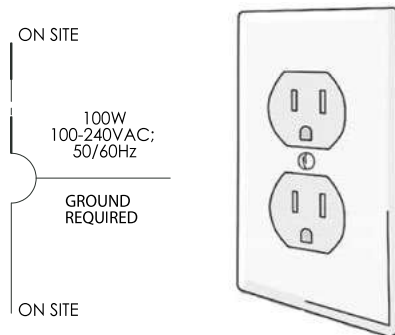 ON SITE
100W
100-240VAC;
50/60Hz
GROUND
REQUIRED
ON SITE